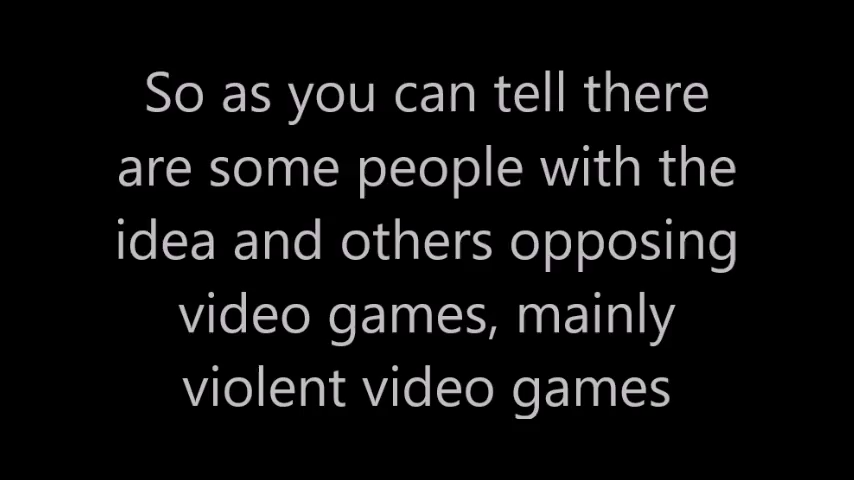 So as you can tell there
are some people with the
idea and others opposing
video games, mainly
violent video games